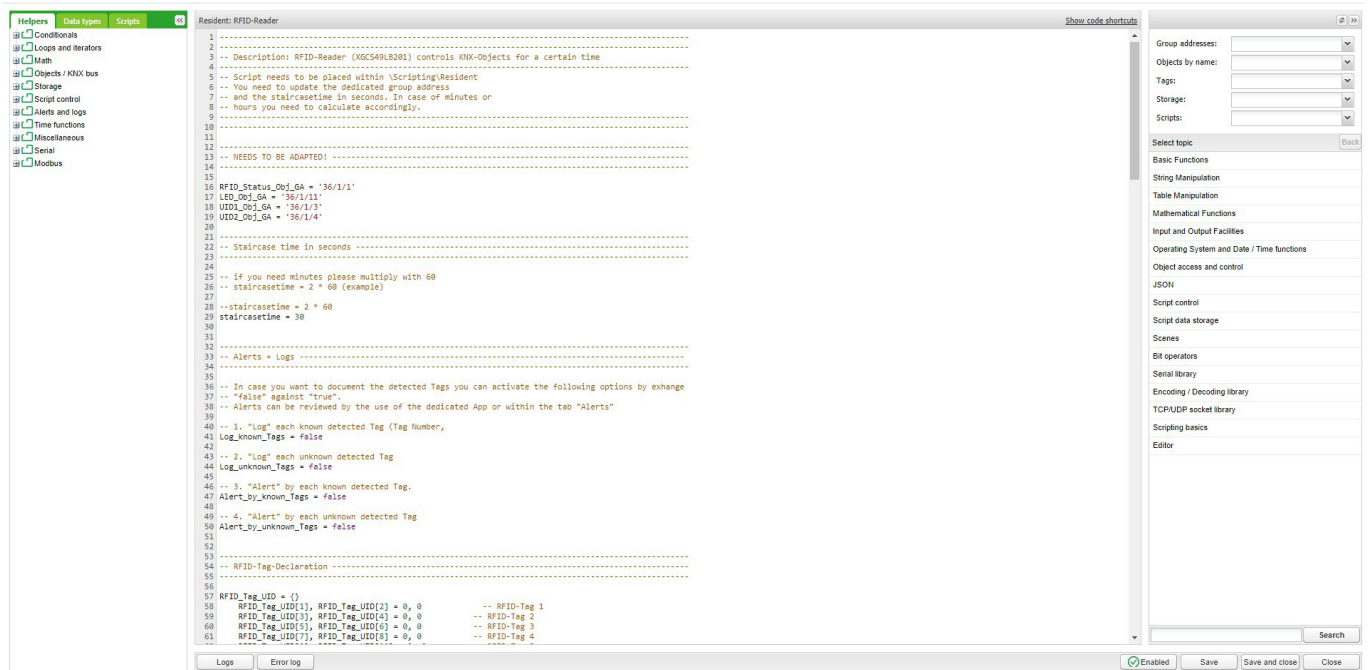 Helpers
Data types
Scripts
Conditionals
Loops and iterators
Math
Objects / KNX bus
Storage
Script control
Alerts and logs
Time functions
Miscellaneous
Serial
Modbus
Resident: RFID-Reader
Show code shortcuts
1 --------------------------------------------------------------------------------------------
2 --------------------------------------------------------------------------------------------
3 -- Description: RFID-Reader (XGCS49LB201) controls KNX-Objects for a certain time
4 --------------------------------------------------------------------------------------------
5 -- Script needs to be placed within \Scripting\Resident
6 -- You need to update the dedicated group address
7 -- and the staircasetime in seconds. In case of minutes or
8 -- hours you need to calculate accordingly.
9 --------------------------------------------------------------------------------------------
10 --------------------------------------------------------------------------------------------
11
12 --------------------------------------------------------------------------------------------
13 -- NEEDS TO BE ADAPTED! --------------------------------------------------------------------
14 --------------------------------------------------------------------------------------------
15
16 RFID_Status_Obj_GA = '36/1/1'
17 LED_Obj_GA = '36/1/11'
18 UID1_Obj_GA = '36/1/3'
19 UID2_Obj_GA = '36/1/4'
20
21 --------------------------------------------------------------------------------------------
22 -- Staircase time in seconds ---------------------------------------------------------------
23 --------------------------------------------------------------------------------------------
24
25 -- if you need minutes please multiply with 60
26 -- staircasetime = 2 * 60 (example)
27
28 --staircasetime = 2 * 60
29 staircasetime = 30
30
31
32 --------------------------------------------------------------------------------------------
33 -- Alerts + Logs ---------------------------------------------------------------------------
34 --------------------------------------------------------------------------------------------
35
36 -- In case you want to document the detected Tags you can activate the following options by exhange
37 -- "false" against "true".
38 -- Alerts can be reviewed by the use of the dedicated App or within the tab "Alerts"
39
40 -- 1. "Log" each known detected Tag (Tag Number,
41 Log_known_Tags = false
42
43 -- 2. "Log" each unknown detected Tag
44 Log_unknown_Tags = false
45
46 -- 3. "Alert" by each known detected Tag.
47 Alert_by_known_Tags = false
48
49 -- 4. "Alert" by each unknown detected Tag
50 Alert_by_unknown_Tags = false
51
52
53 --------------------------------------------------------------------------------------------
54 -- RFID-Tag-Declaration --------------------------------------------------------------------
55 --------------------------------------------------------------------------------------------
56
57 RFID_Tag_UID = {}
58 RFID_Tag_UID[1], RFID_Tag_UID[2] = 0, 0 -- RFID-Tag 1
59 RFID_Tag_UID[3], RFID_Tag_UID[4] = 0, 0 -- RFID-Tag 2
60 RFID_Tag_UID[5], RFID_Tag_UID[6] = 0, 0 -- RFID-Tag 3
61 RFID_Tag_UID[7], RFID_Tag_UID[8] = 0, 0 -- RFID-Tag 4
Logs
Error log
Enabled
Save
Save and close
Close
Group addresses:
Objects by name:
Tags:
Storage:
Scripts:
Select topic
Back
Basic Functions
String Manipulation
Table Manipulation
Mathematical Functions
Input and Output Facilities
Operating System and Date / Time functions
Object access and control
JSON
Script control
Script data storage
Scenes
Bit operators
Serial library
Encoding / Decoding library
TCP/UDP socket library
Scripting basics
Editor
Search